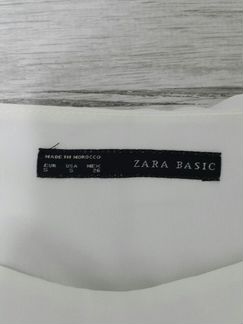 MADE IN MOROCCO
EUR USA MEX
S S 26
ZARA BASIC